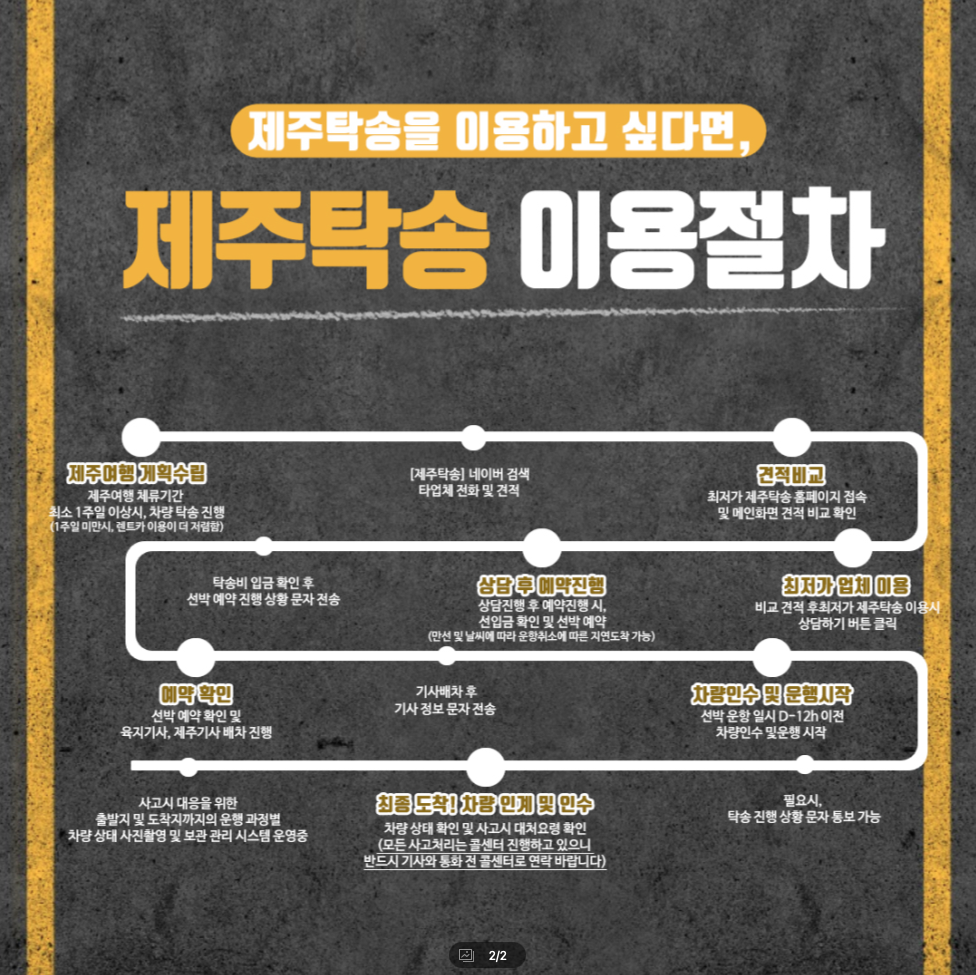 제주탁송을 이용하고 싶다면,
제주탁송 이용절차
제주여행 계획수립
제주여행 체류기간
최소 1주일 이상시, 차량 탁송 진행
(1주일 미만시, 렌트카 이용이 더 저렴함)
[제주탁송] 네이버 검색
타업체 전화 및 견적
견적비교
최저가 제주탁송 홈페이지 접속
및 메인화면 견적 비교 확인
최저가 업체 이용
비교 견적 후최저가 제주탁송 이용시
상담하기 버튼 클릭
상담 후 예약진행
상담진행 후 예약진행 시,
선입금 확인 및 선박 예약
(만선 및 날씨에 따라 운항취소에 따른 지연도착 가능)
탁송비 입금 확인 후
선박 예약 진행 상황 문자 전송
예약 확인
선박 예약 확인 및
육지기사, 제주기사 배차 진행
기사배차 후
기사 정보 문자 전송
차량인수 및 운행시작
선박 운항 일시 D-12h 이전
차량인수 및운행 시작
필요시,
탁송 진행 상황 문자 통보 가능
최종 도착! 차량 인계 및 인수
차량 상태 확인 및 사고시 대처요령 확인
(모든 사고처리는 콜센터 진행하고 있으니
반드시 기사와 통화 전 콜센터로 연락 바랍니다)
사고시 대응을 위한
출발지 및 도착지까지의 운행 과정별
차량 상태 사진촬영 및 보관 관리 시스템 운영중
2/2